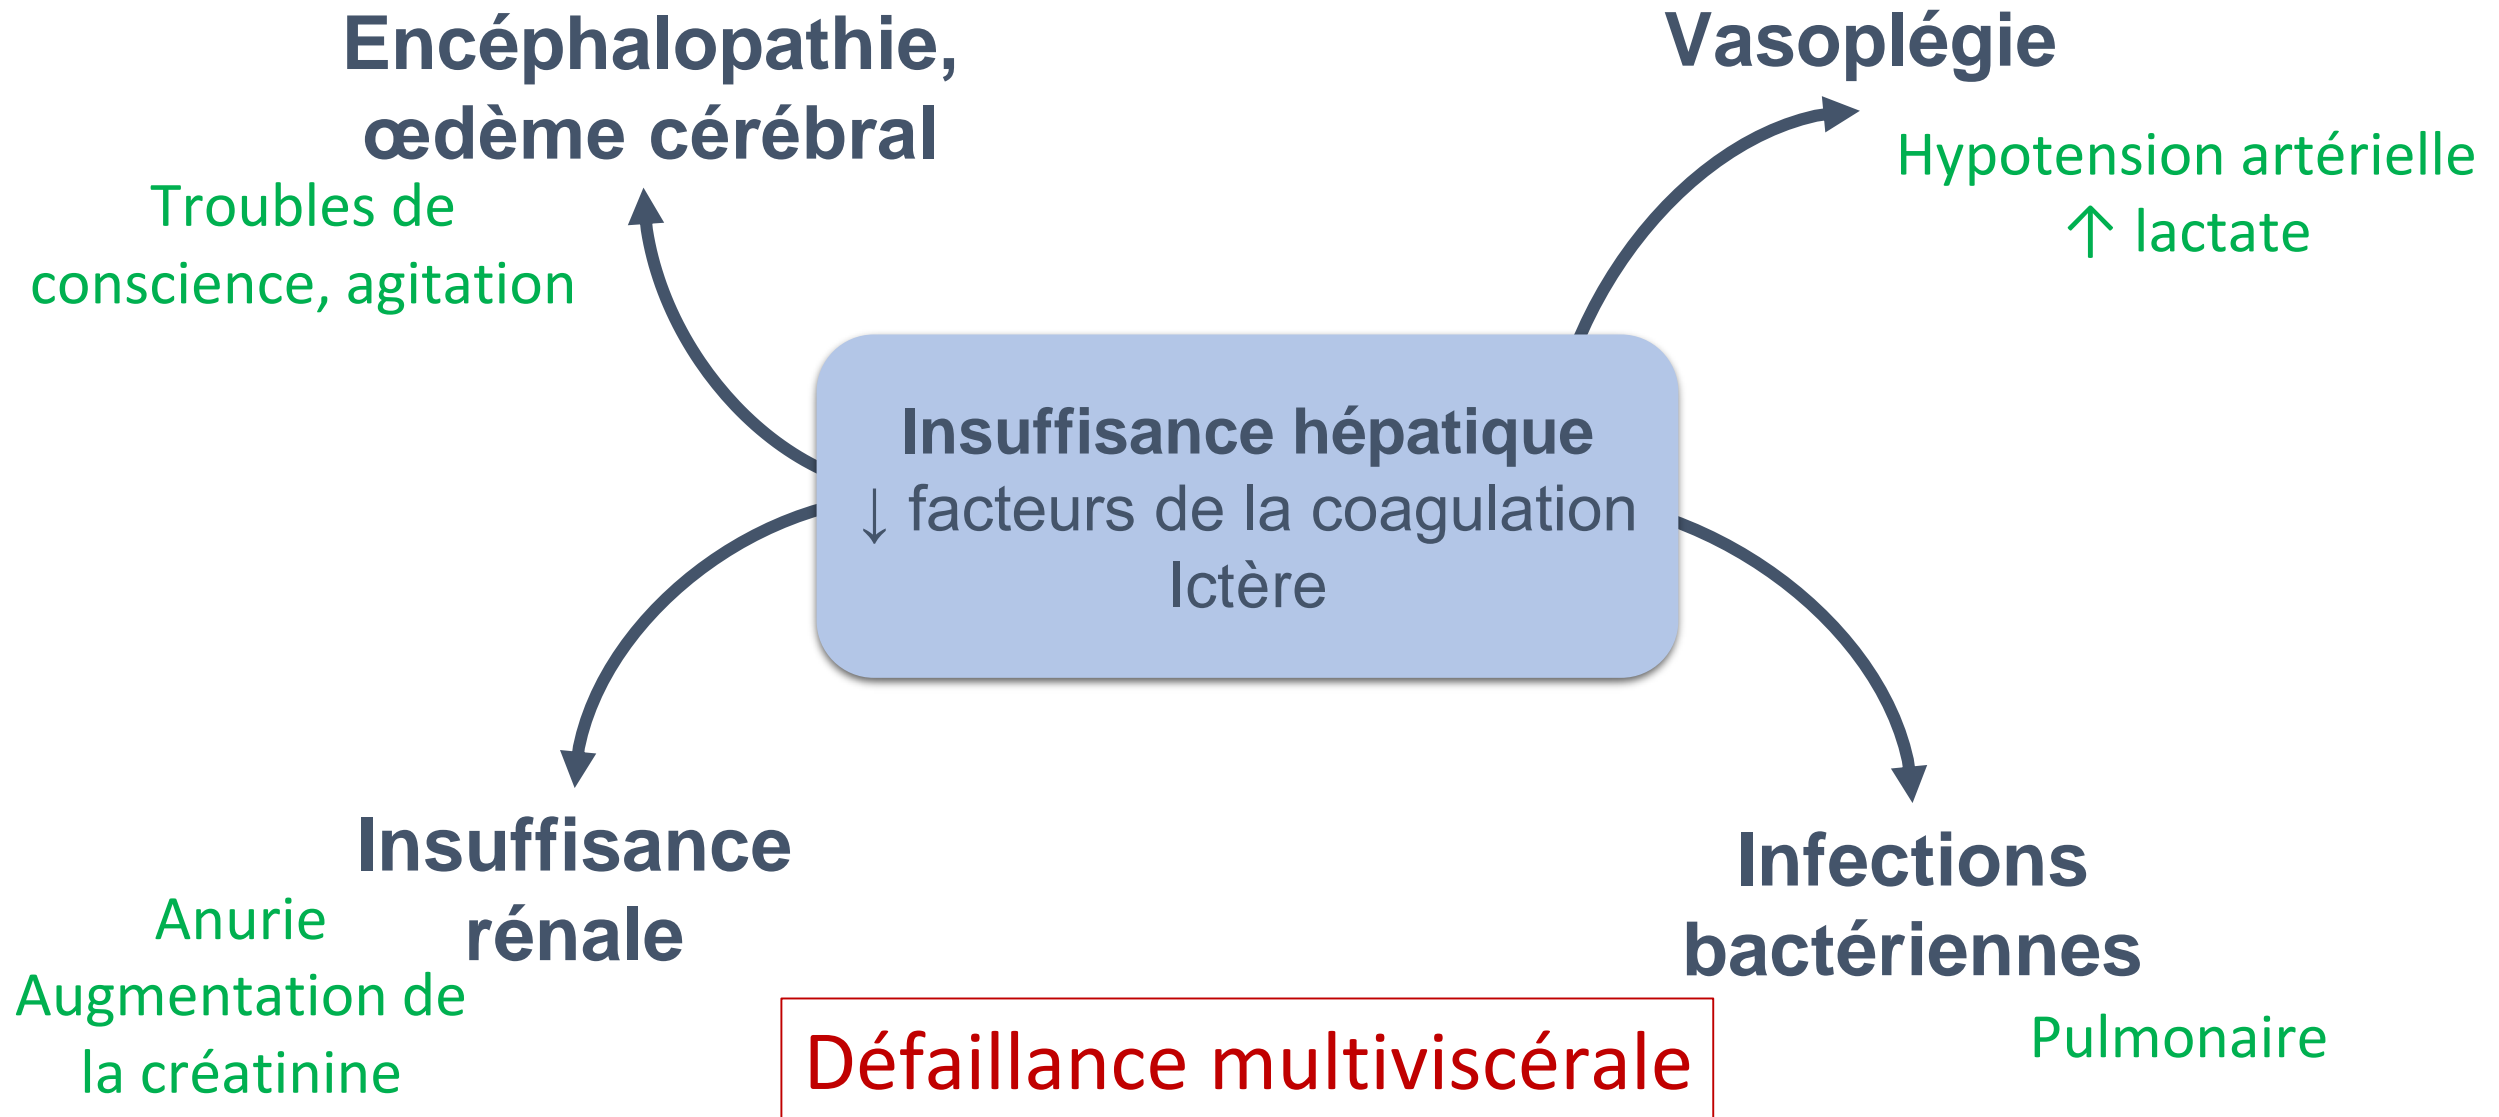 Encéphalopathie,
œdème cérébral
Troubles de
conscience, agitation
Vasoplégie
Hypotension artérielle
↑ lactate
Insuffisance hépatique
↓ facteurs de la coagulation
Ictère
Insuffisance
rénale
Anurie
Augmentation de
la créatinine
Infections
bactériennes
Pulmonaire
Défaillance multiviscérale